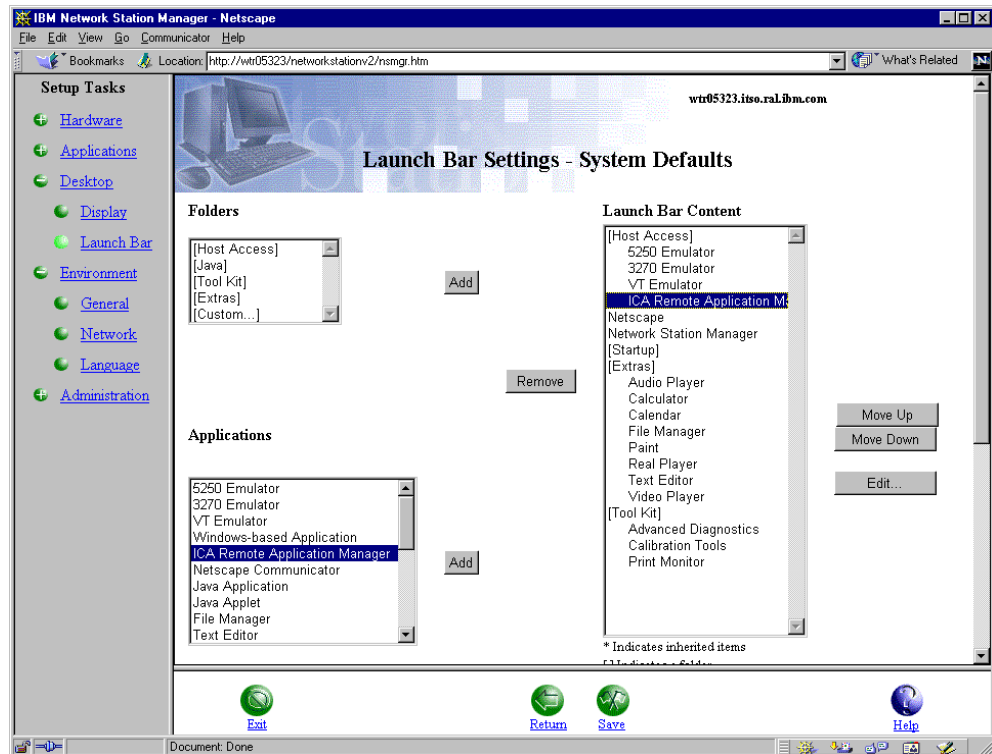 IBM Network Station Manager - Netscape
File Edit View Go Communicator Help
Bookmarks Location: http://wtr05323/networkstationv2/nsmgr.htm What's Related
Setup Tasks
Hardware
Applications
Desktop
Display
Launch Bar
Environment
General
Network
Language
Administration
wtr05323.itso.ral.ibm.com
Launch Bar Settings - System Defaults
Folders
[Host Access]
[Java]
[Tool Kit]
[Extras]
[Custom...]
Add
Remove
Applications
5250 Emulator
3270 Emulator
VT Emulator
Windows-based Application
ICA Remote Application Manager
Netscape Communicator
Java Application
Java Applet
File Manager
Text Editor
Add
Launch Bar Content
[Host Access]
5250 Emulator
3270 Emulator
VT Emulator
ICA Remote Application Ma
Netscape
Network Station Manager
[Startup]
[Extras]
Audio Player
Calculator
Calendar
File Manager
Paint
Real Player
Text Editor
Video Player
[Tool Kit]
Advanced Diagnostics
Calibration Tools
Print Monitor
* Indicates inherited items
[ ] Indicates a folder
Move Up
Move Down
Edit...
Exit
Return
Save
Help
Document: Done